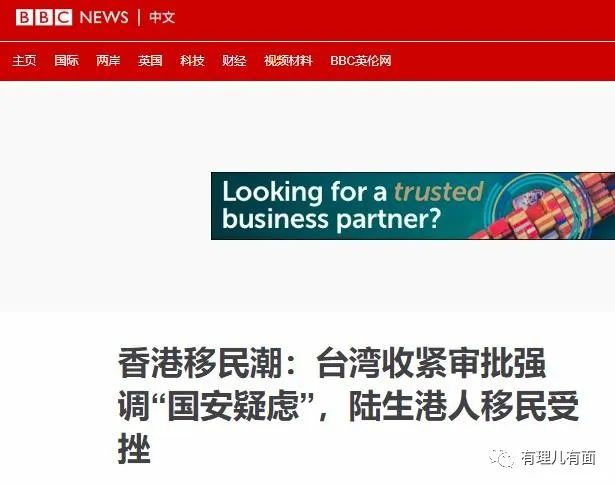 BBC NEWS | 中文
主页 国际 两岸 英国 科技 财经 视频材料 BBC英伦网
Looking for a trusted
business partner?
香港移民潮：台湾收紧审批强
调“国安疑虑”，陆生港人移民受
挫
有理儿有面